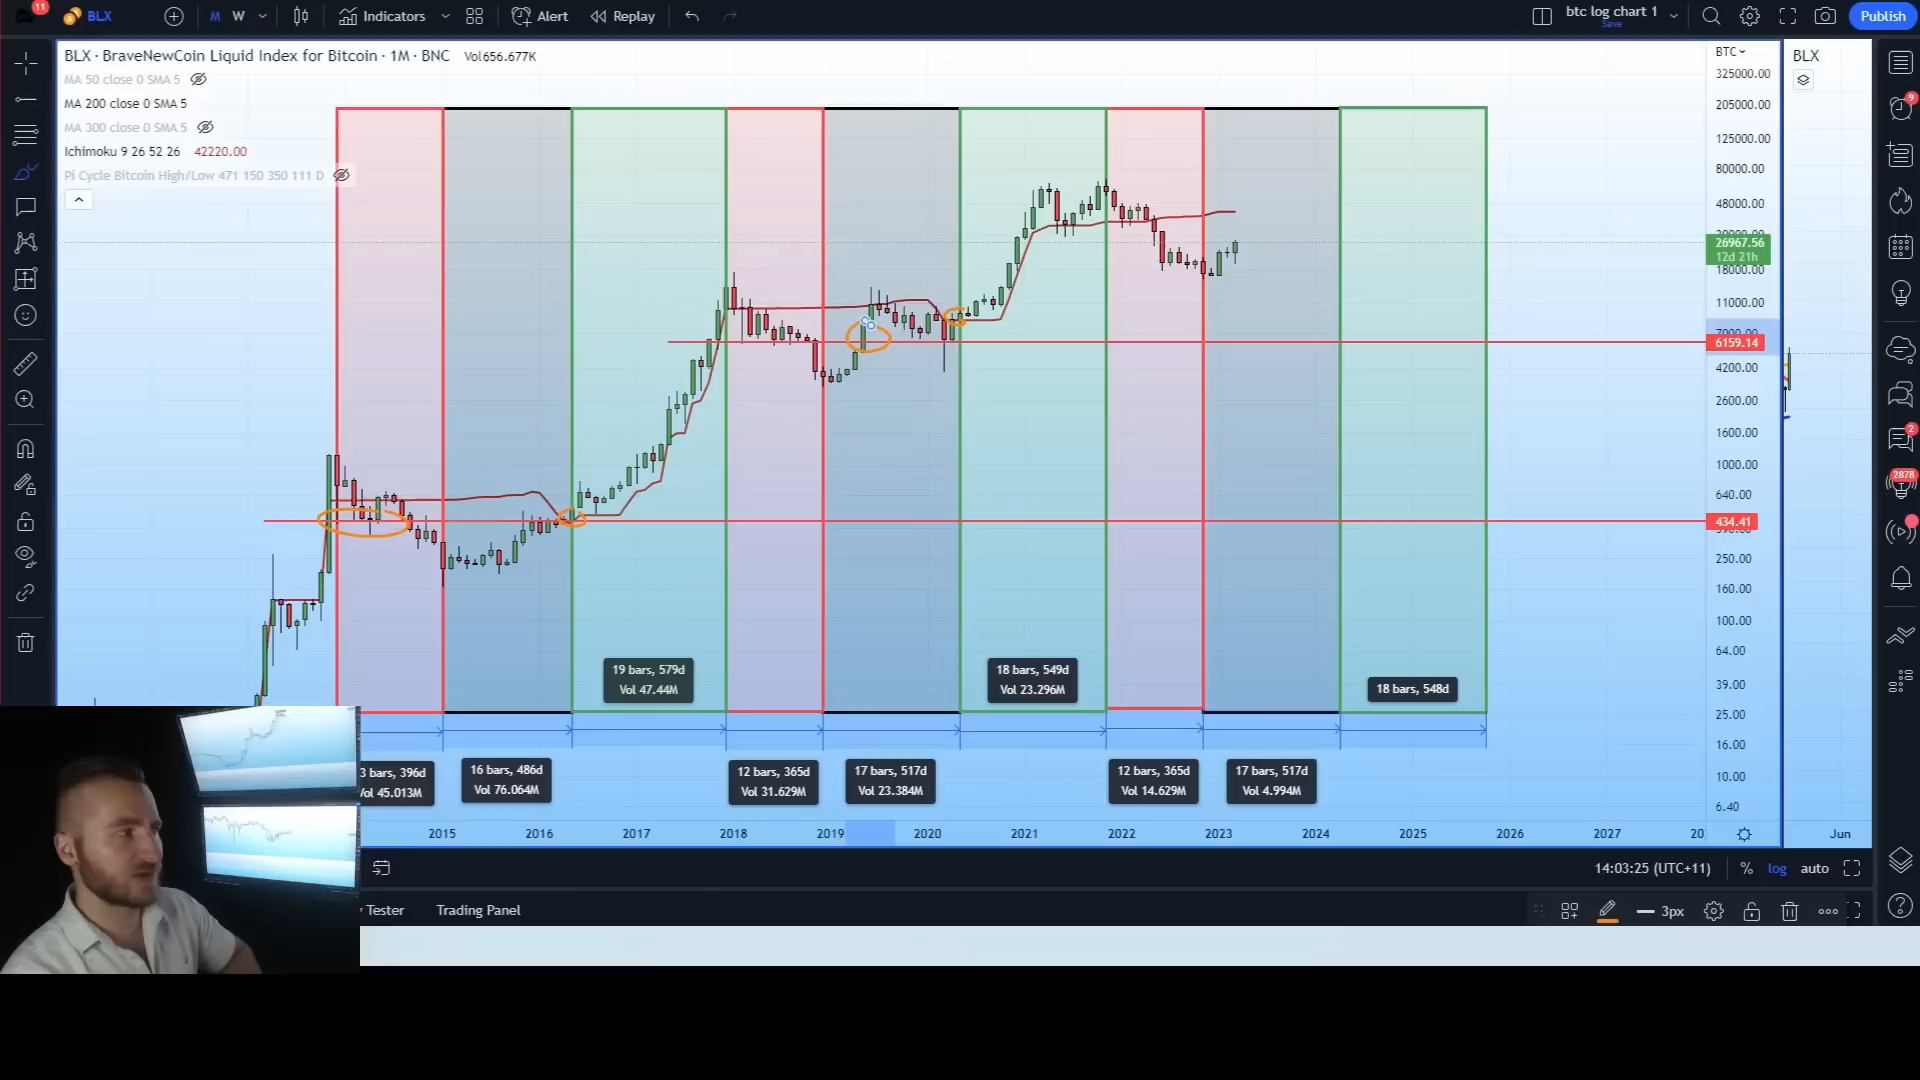 11
BLX
M W
Indicators
Alert
Replay
btc log chart 1
Save
Publish
BLX · BraveNewCoin Liquid Index for Bitcoin · 1M · BNC Vol656.677K
MA 50 close 0 SMA 5
MA 200 close 0 SMA 5
MA 300 close 0 SMA 5
Ichimoku 9 26 52 26 42220.00
Pi Cycle Bitcoin High/Low 471 150 350 111 D
BTC
325000.00
205000.00
125000.00
80000.00
48000.00
26967.56
12d 21h
18000.00
11000.00
6159.14
4200.00
2600.00
1600.00
1000.00
640.00
434.41
250.00
160.00
100.00
64.00
39.00
25.00
16.00
10.00
6.40
BLX
9
2
2878
19 bars, 579d
Vol 47.44M
18 bars, 549d
Vol 23.296M
18 bars, 548d
3 bars, 396d
Vol 45.013M
16 bars, 486d
Vol 76.064M
12 bars, 365d
Vol 31.629M
17 bars, 517d
Vol 23.384M
12 bars, 365d
Vol 14.629M
17 bars, 517d
Vol 4.994M
2015 2016 2017 2018 2019 2020 2021 2022 2023 2024 2025 2026 2027 20
Jun
14:03:25 (UTC+11) % log auto
Tester Trading Panel
3px